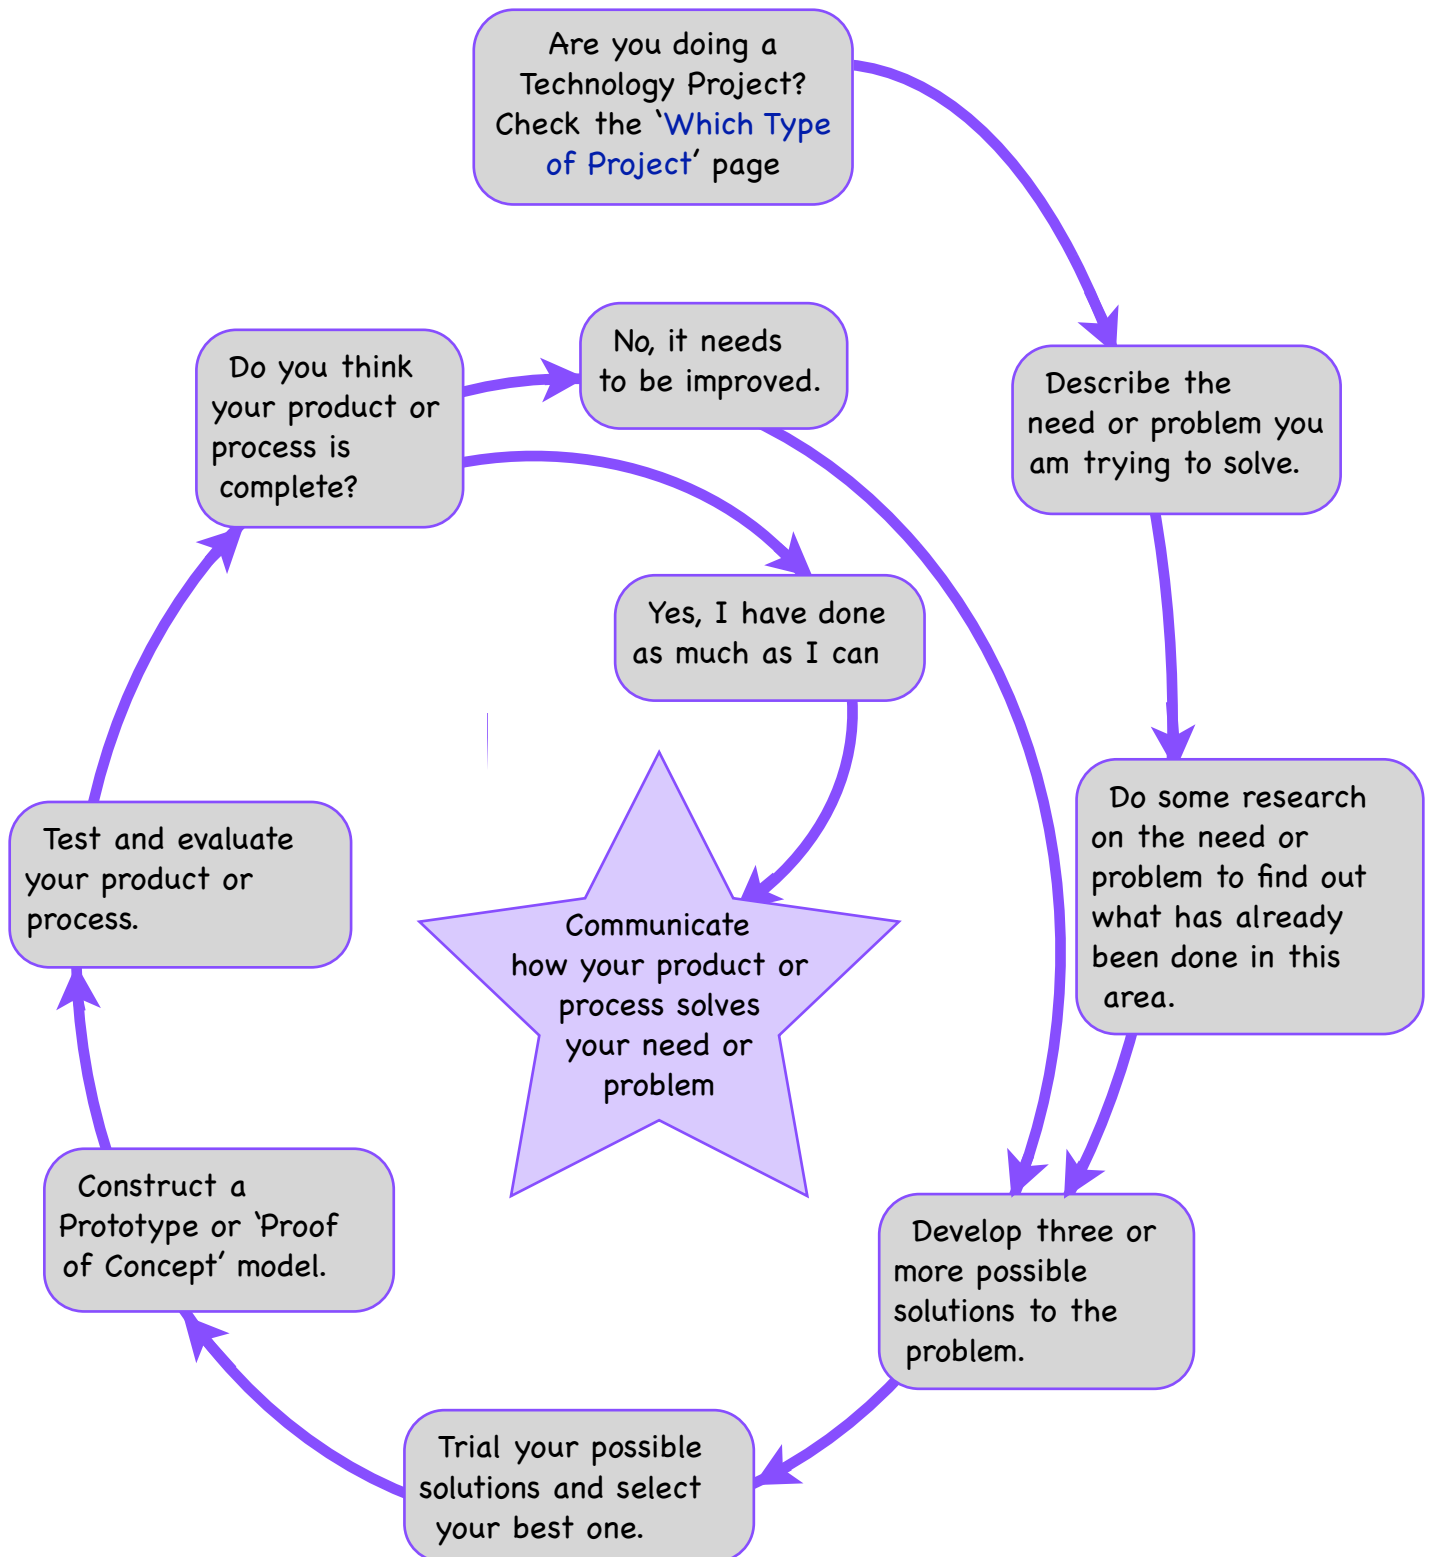 Are you doing a
Technology Project?
Check the ‘Which Type
of Project’ page
Describe the
need or problem you
am trying to solve.
Do some research
on the need or
problem to find out
what has already
been done in this
area.
Develop three or
more possible
solutions to the
problem.
Trial your possible
solutions and select
your best one.
Construct a
Prototype or ‘Proof
of Concept’ model.
Test and evaluate
your product or
process.
Do you think
your product or
process is
complete?
No, it needs
to be improved.
Yes, I have done
as much as I can
Communicate
how your product or
process solves
your need or
problem